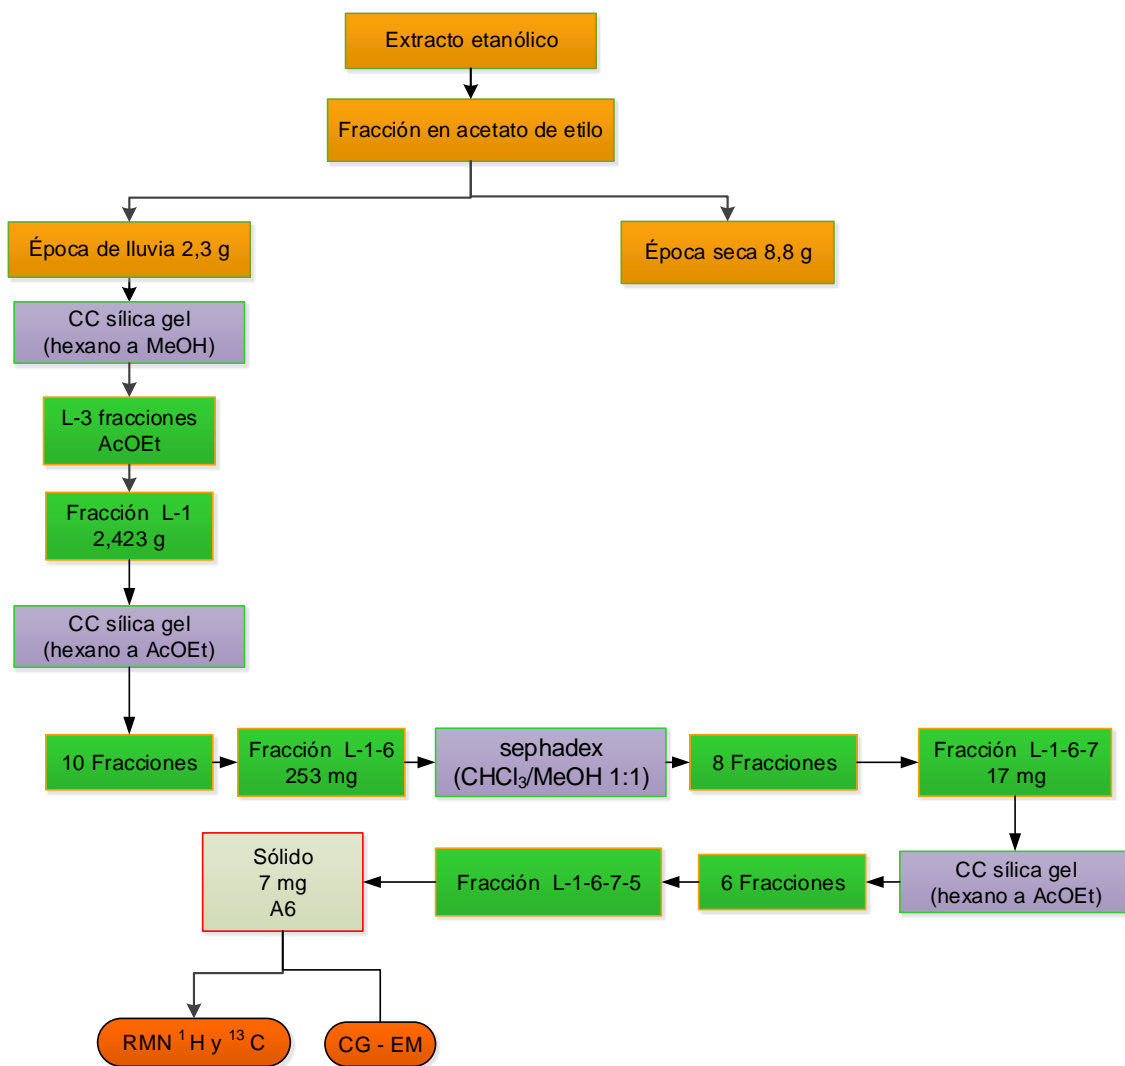 Extracto etanólico
Fracción en acetato de etilo
Época de lluvia 2,3 g
Época seca 8,8 g
CC sílica gel
(hexano a MeOH)
L-3 fracciones
AcOEt
Fracción L-1
2,423 g
CC sílica gel
(hexano a AcOEt)
10 Fracciones
Fracción L-1-6
253 mg
sephadex
(CHCl₃/MeOH 1:1)
8 Fracciones
Fracción L-1-6-7
17 mg
CC sílica gel
(hexano a AcOEt)
6 Fracciones
Fracción L-1-6-7-5
Sólido
7 mg
A6
RMN ¹H y ¹³C
CG - EM